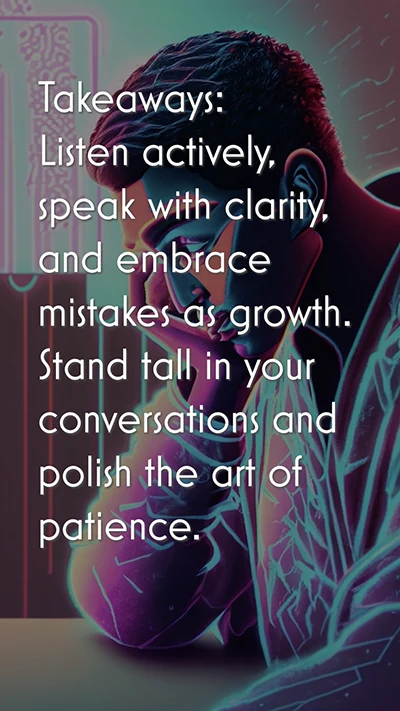 Takeaways:
Listen actively,
speak with clarity,
and embrace
mistakes as growth.
Stand tall in your
conversations and
polish the art of
patience.